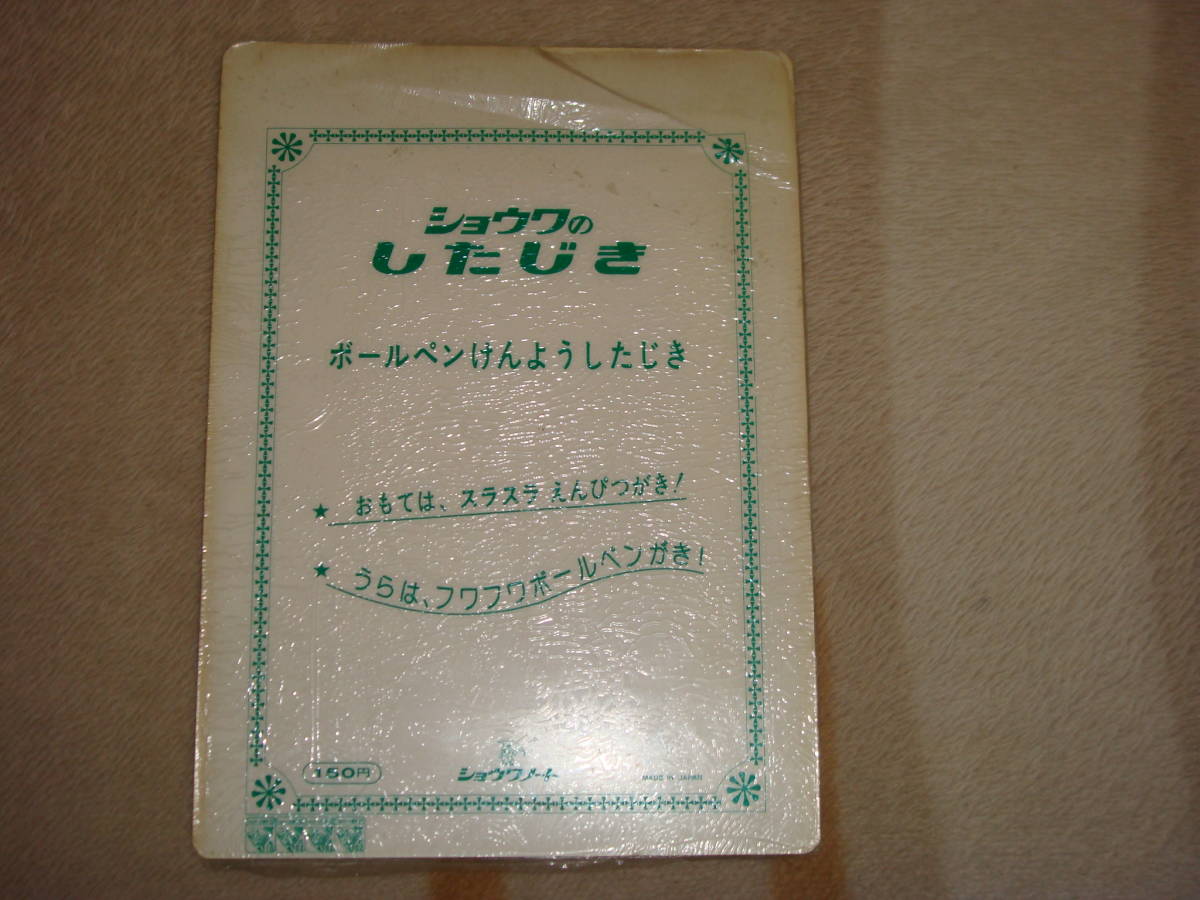 ショウワの
したじき
ボールペンけんようしたじき
★ おもては、スラスラ えんぴつがき!
★ うらは、フワフワボールペンがき!
150円
ショウワノート
MADE IN JAPAN